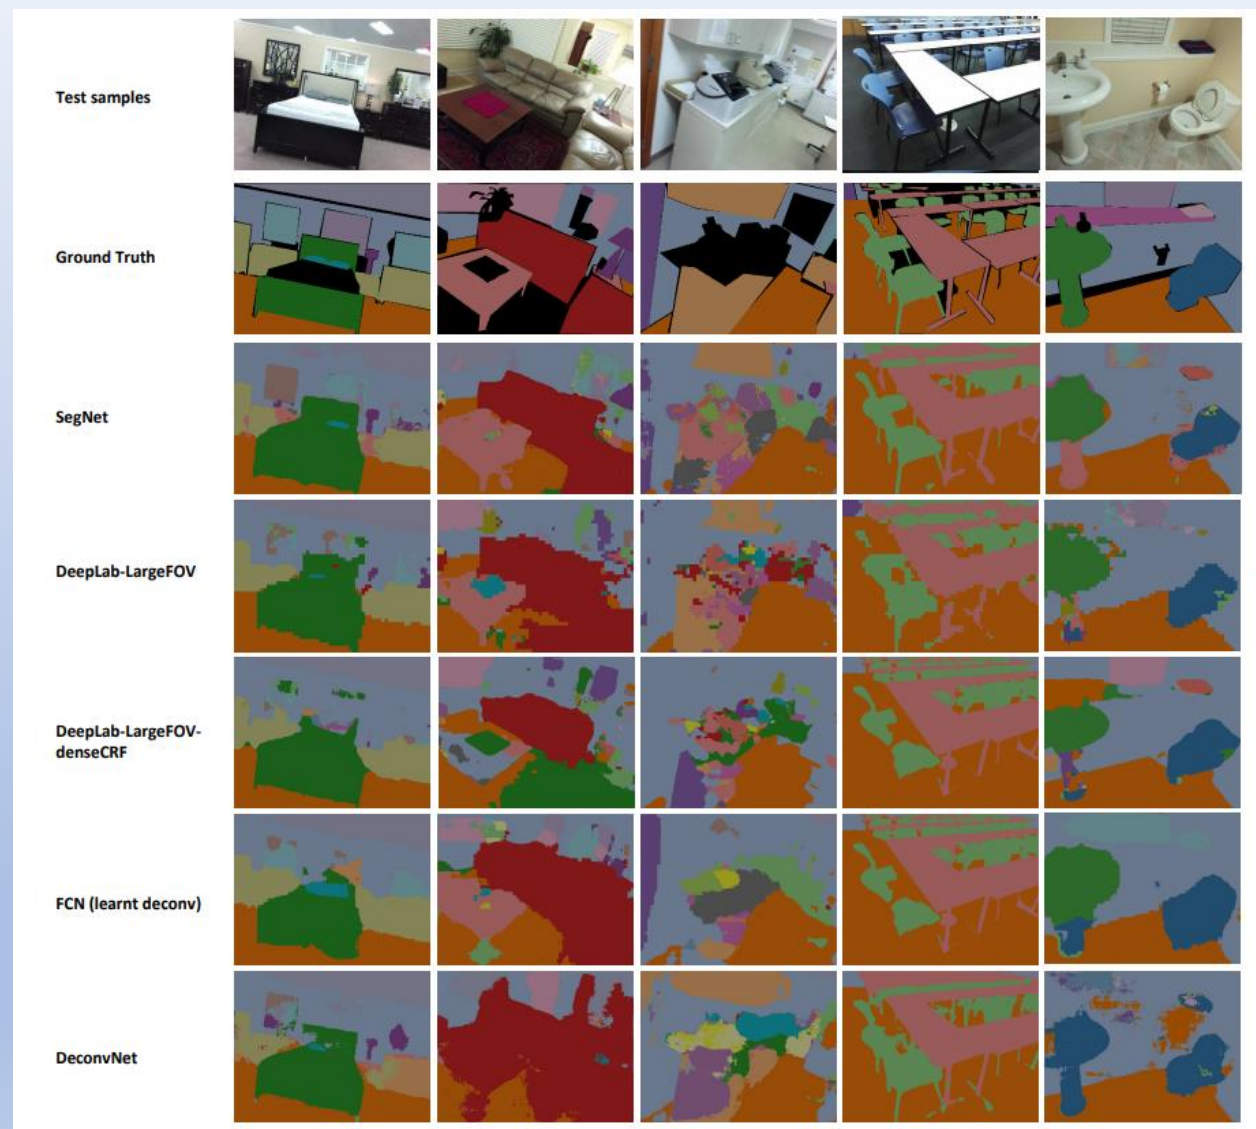 Test samples
Ground Truth
SegNet
DeepLab-LargeFOV
DeepLab-LargeFOV-
denseCRF
FCN (learnt deconv)
DeconvNet